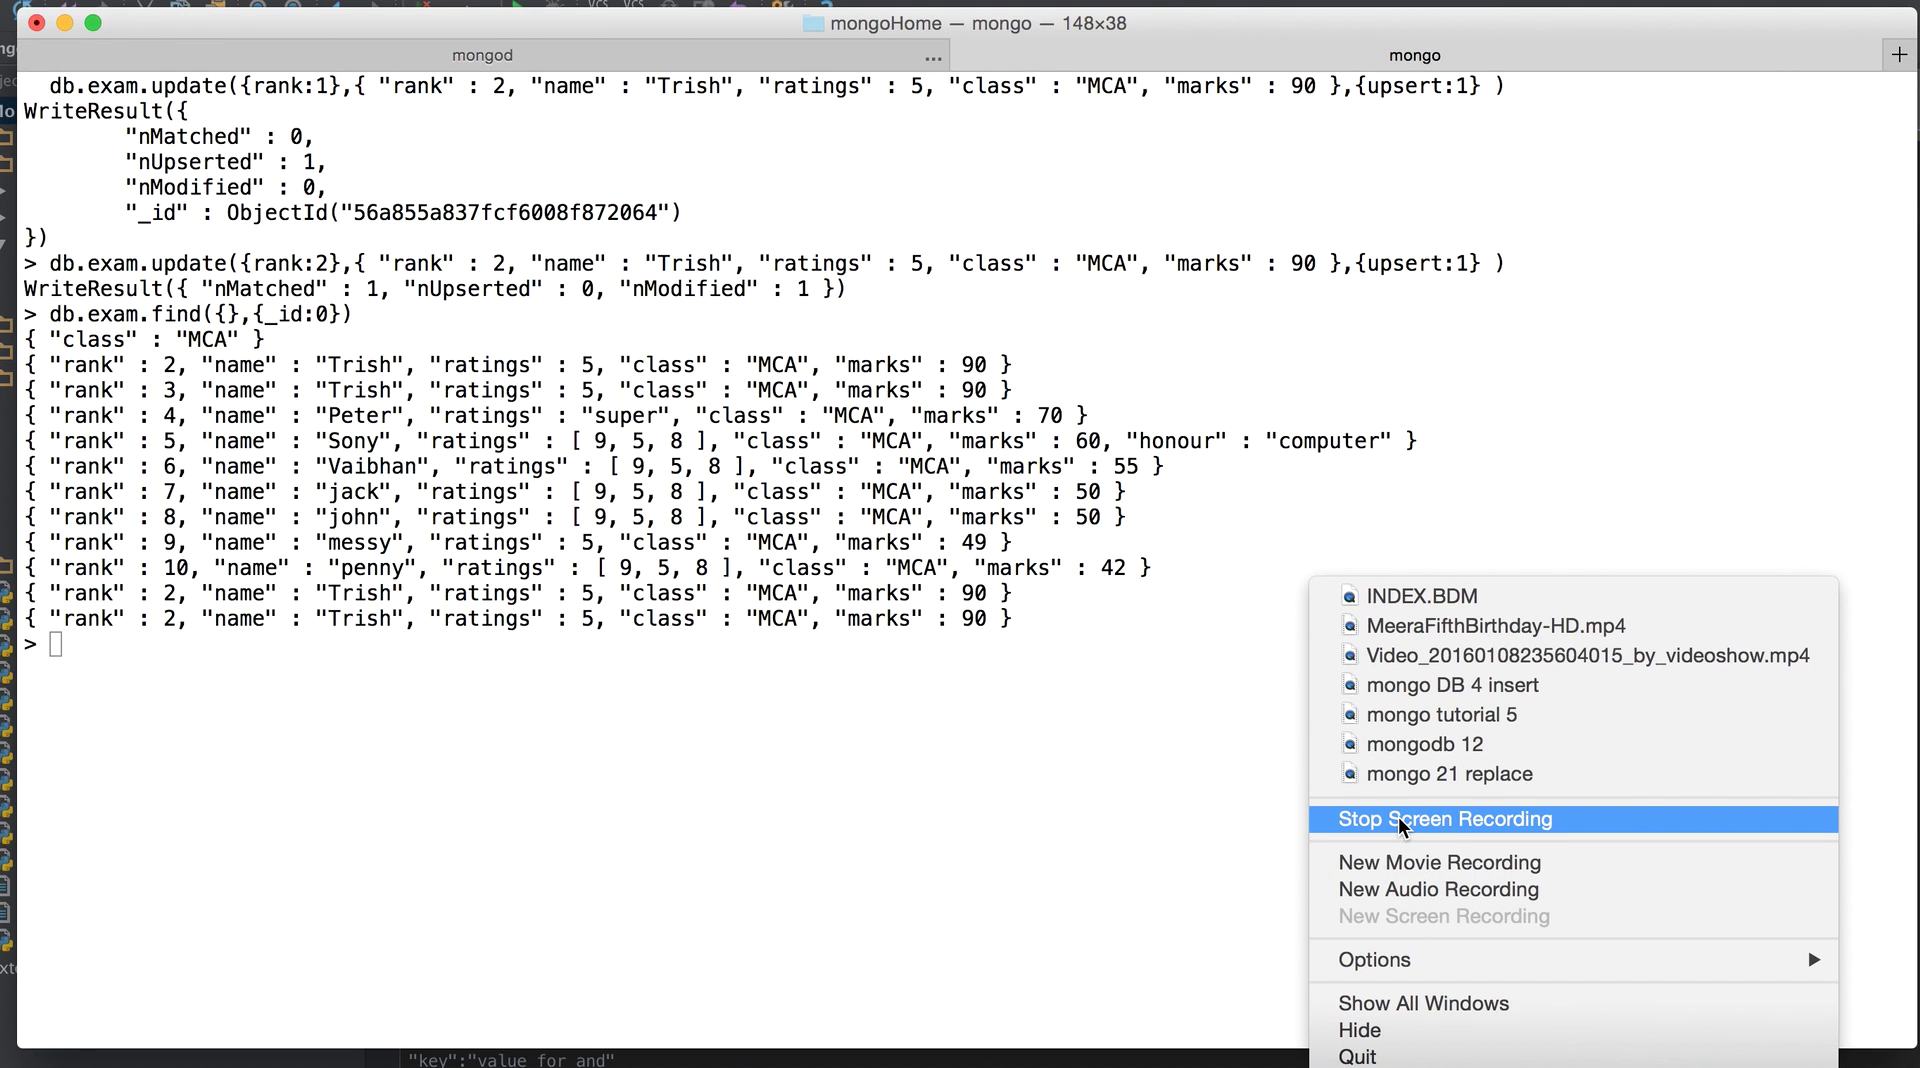 mongoHome — mongo — 148×38
mongod
...
mongo
+
db.exam.update({rank:1},{ "rank" : 2, "name" : "Trish", "ratings" : 5, "class" : "MCA", "marks" : 90 },{upsert:1} )
WriteResult({
"nMatched" : 0,
"nUpserted" : 1,
"nModified" : 0,
"_id" : ObjectId("56a855a837fcf6008f872064")
})
> db.exam.update({rank:2},{ "rank" : 2, "name" : "Trish", "ratings" : 5, "class" : "MCA", "marks" : 90 },{upsert:1} )
WriteResult({ "nMatched" : 1, "nUpserted" : 0, "nModified" : 1 })
> db.exam.find({},{_id:0})
{ "class" : "MCA" }
{ "rank" : 2, "name" : "Trish", "ratings" : 5, "class" : "MCA", "marks" : 90 }
{ "rank" : 3, "name" : "Trish", "ratings" : 5, "class" : "MCA", "marks" : 90 }
{ "rank" : 4, "name" : "Peter", "ratings" : "super", "class" : "MCA", "marks" : 70 }
{ "rank" : 5, "name" : "Sony", "ratings" : [ 9, 5, 8 ], "class" : "MCA", "marks" : 60, "honour" : "computer" }
{ "rank" : 6, "name" : "Vaibhan", "ratings" : [ 9, 5, 8 ], "class" : "MCA", "marks" : 55 }
{ "rank" : 7, "name" : "jack", "ratings" : [ 9, 5, 8 ], "class" : "MCA", "marks" : 50 }
{ "rank" : 8, "name" : "john", "ratings" : [ 9, 5, 8 ], "class" : "MCA", "marks" : 50 }
{ "rank" : 9, "name" : "messy", "ratings" : 5, "class" : "MCA", "marks" : 49 }
{ "rank" : 10, "name" : "penny", "ratings" : [ 9, 5, 8 ], "class" : "MCA", "marks" : 42 }
{ "rank" : 2, "name" : "Trish", "ratings" : 5, "class" : "MCA", "marks" : 90 }
{ "rank" : 2, "name" : "Trish", "ratings" : 5, "class" : "MCA", "marks" : 90 }
>
INDEX.BDM
MeeraFifthBirthday-HD.mp4
Video_20160108235604015_by_videoshow.mp4
mongo DB 4 insert
mongo tutorial 5
mongodb 12
mongo 21 replace
Stop Screen Recording
New Movie Recording
New Audio Recording
New Screen Recording
Options
Show All Windows
Hide
Quit
"key":"value for and"